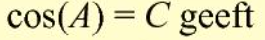 cos(A) = C geeft